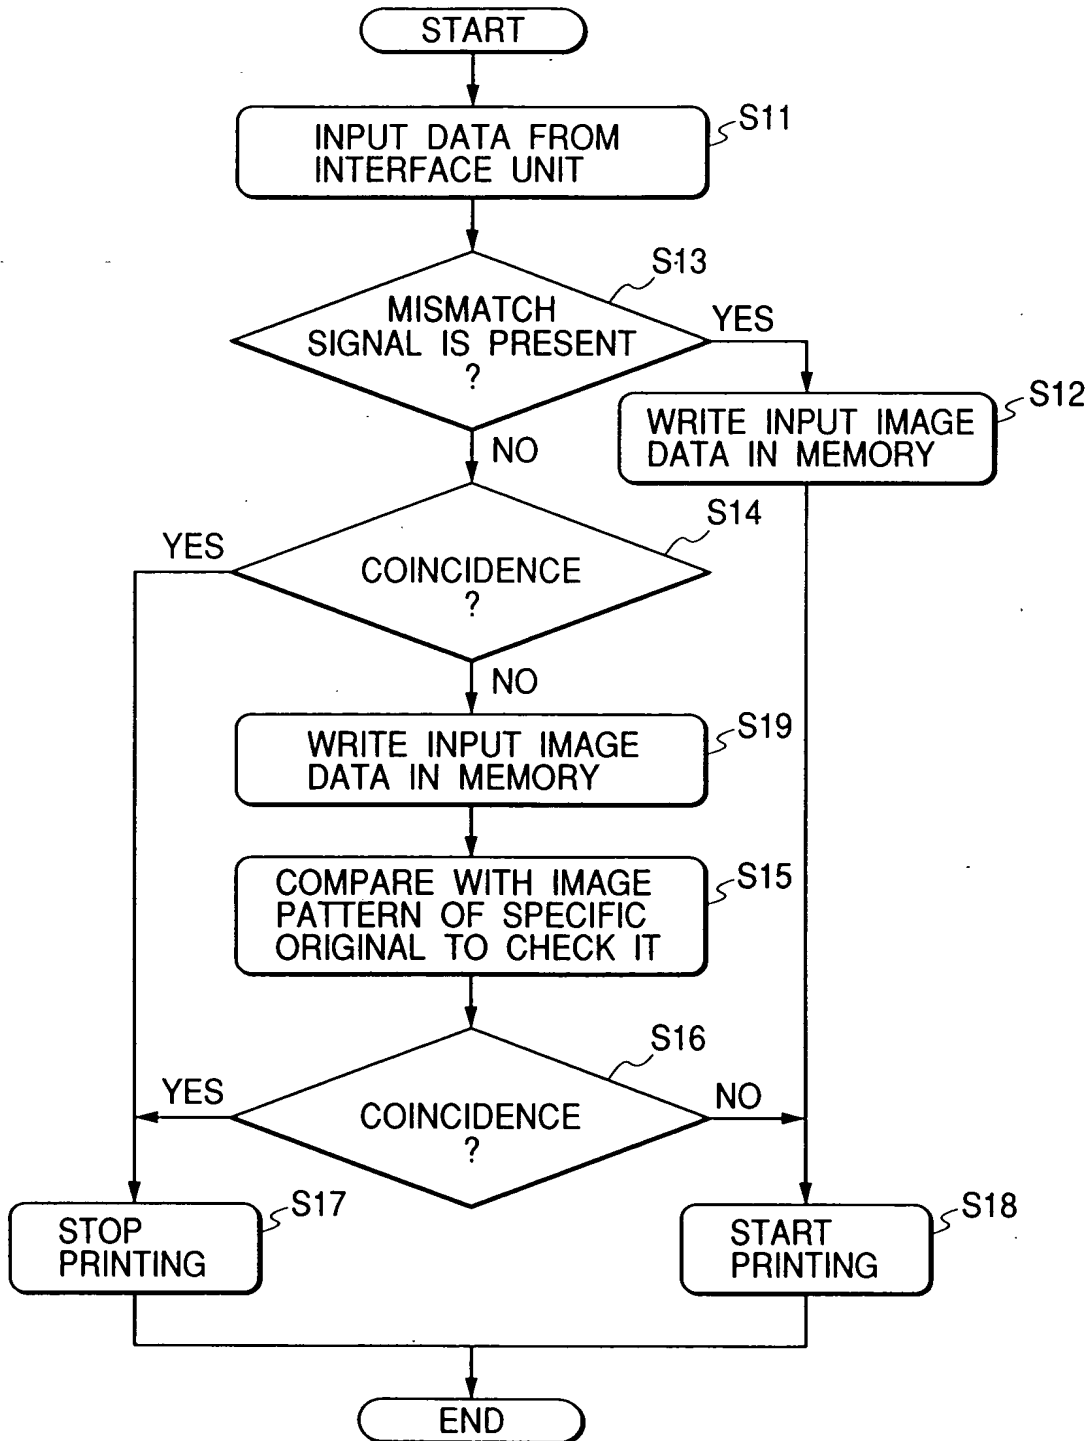 START
S11
INPUT DATA FROM
INTERFACE UNIT
S13
MISMATCH
SIGNAL IS PRESENT
?
YES
S12
WRITE INPUT IMAGE
DATA IN MEMORY
NO
S14
YES
COINCIDENCE
?
NO
S19
WRITE INPUT IMAGE
DATA IN MEMORY
S15
COMPARE WITH IMAGE
PATTERN OF SPECIFIC
ORIGINAL TO CHECK IT
S16
YES
NO
COINCIDENCE
?
S17
STOP
PRINTING
S18
START
PRINTING
END